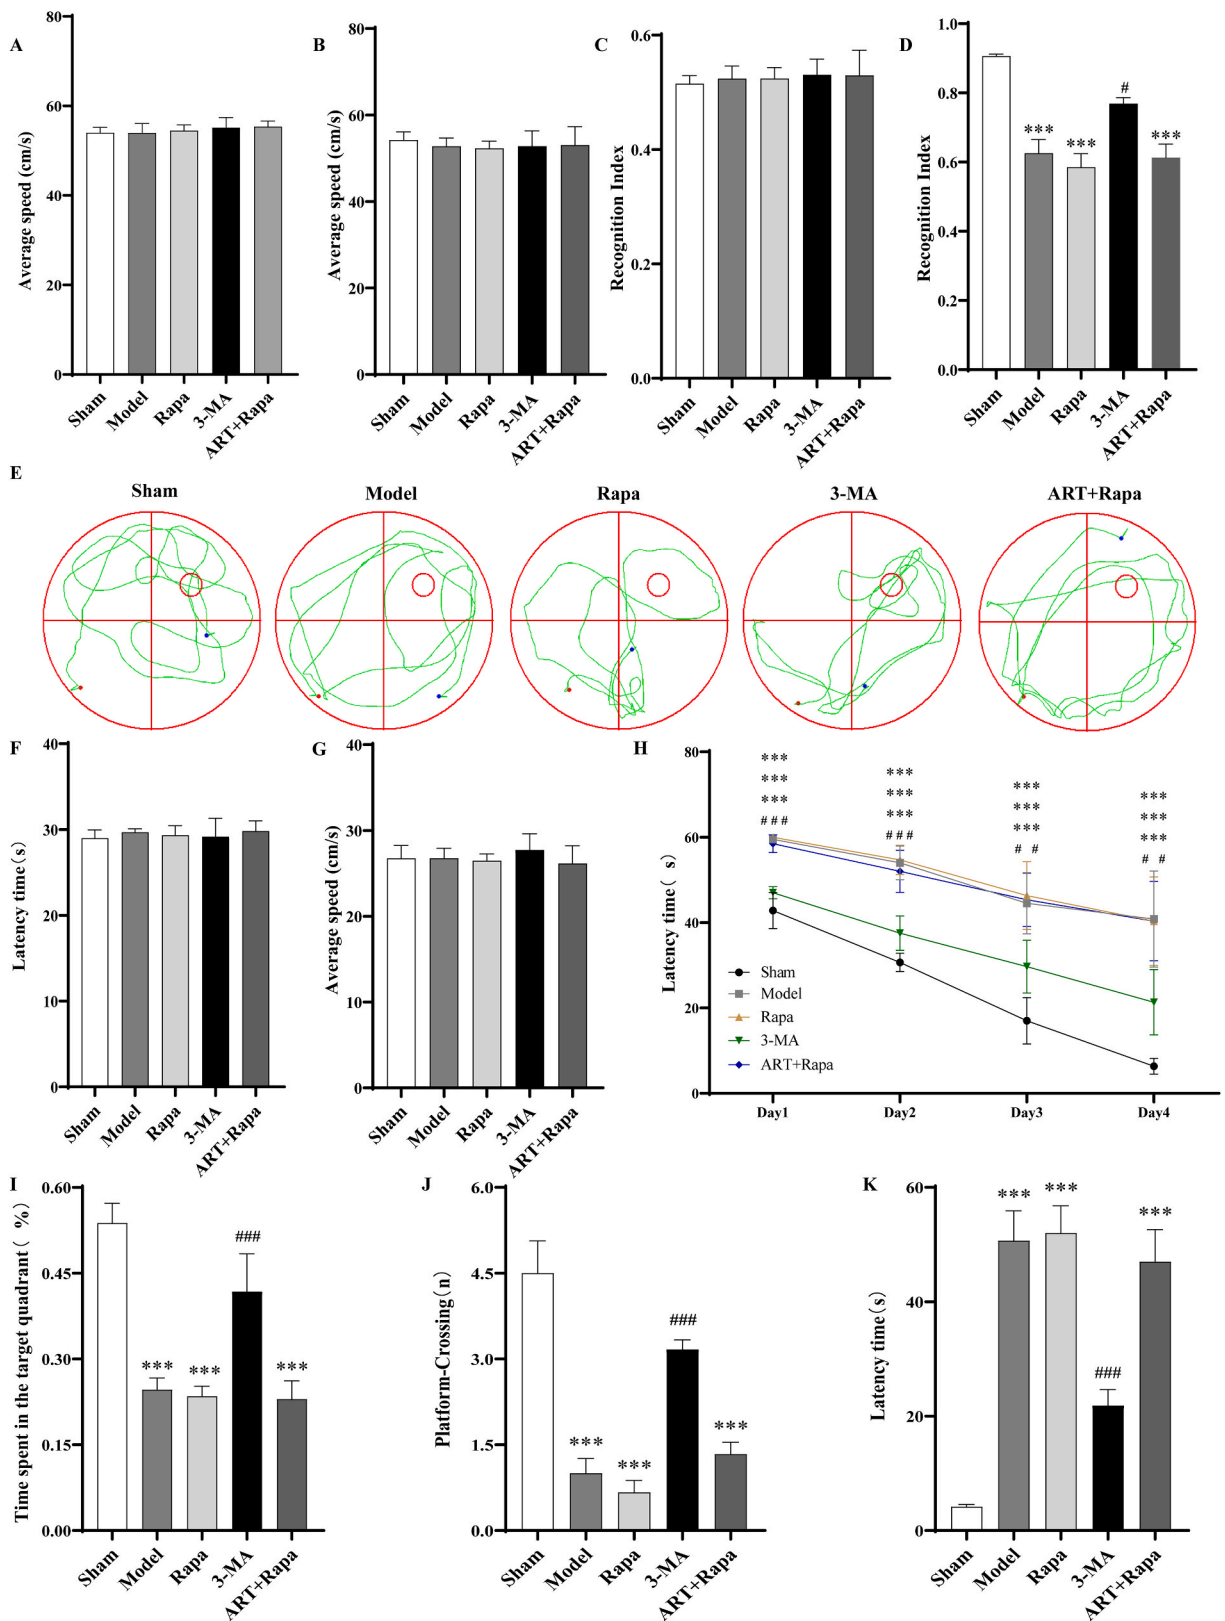 A
Average speed (cm/s)
80
60
40
20
0
Sham
Model
Rapa
3-MA
ART+Rapa
B
Average speed (cm/s)
80
60
40
20
0
Sham
Model
Rapa
3-MA
ART+Rapa
C
Recognition Index
0.6
0.4
0.2
0.0
Sham
Model
Rapa
3-MA
ART+Rapa
D
Recognition Index
1.0
0.8
0.6
0.4
0.2
0.0
***
***
#
***
Sham
Model
Rapa
3-MA
ART+Rapa
E
Sham
Model
Rapa
3-MA
ART+Rapa
F
Latency time( s)
40
30
20
10
0
Sham
Model
Rapa
3-MA
ART+Rapa
G
Average speed (cm/s)
40
30
20
10
0
Sham
Model
Rapa
3-MA
ART+Rapa
H
Latency time( s)
80
60
40
20
0
***
***
***
###
***
***
***
###
***
***
***
# #
***
***
***
# #
Sham
Model
Rapa
3-MA
ART+Rapa
Day1
Day2
Day3
Day4
I
Time spent in the target quadrant( %)
0.60
0.45
0.30
0.15
0.00
***
***
###
***
Sham
Model
Rapa
3-MA
ART+Rapa
J
Platform-Crossing(n)
6.0
4.5
3.0
1.5
0.0
***
***
###
***
Sham
Model
Rapa
3-MA
ART+Rapa
K
Latency time(s)
60
40
20
0
***
***
###
***
Sham
Model
Rapa
3-MA
ART+Rapa